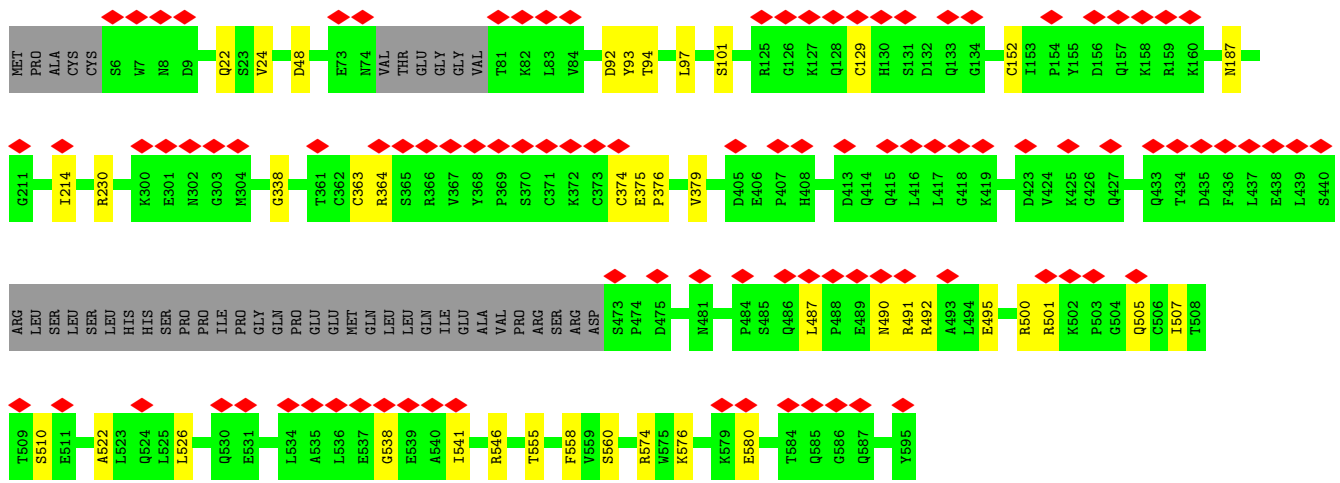 MET PRO ALA CYS CYS S6 W7 N8 D9 Q22 S23 V24 D48 E73 N74 VAL THR GLU GLY GLY VAL T81 K82 L83 V84 D92 Y93 T94 L97 S101 R125 G126 K127 Q128 C129 H130 S131 D132 Q133 G134 C152 I153 P154 Y155 D156 Q157 K158 R159 K160 N187
G211 I214 R230 K300 E301 N302 G303 M304 G338 T361 C362 C363 R364 S365 R366 V367 Y368 P369 S370 C371 K372 C373 C374 E375 P376 V379 D405 E406 P407 H408 D413 Q414 Q415 L416 L417 G418 K419 D423 V424 K425 G426 Q427 Q433 T434 D435 F436 L437 E438 L439 S440
ARG LEU SER LEU SER LEU HIS HIS SER PRO PRO ILE PRO GLY GLN PRO GLU GLU MET GLN LEU LEU GLN ILE GLU ALA VAL PRO ARG SER ARG ASP S473 P474 D475 N481 P484 S485 Q486 L487 P488 E489 N490 R491 R492 A493 L494 E495 R500 R501 K502 P503 G504 Q505 C506 I507 T508
T509 S510 E511 A522 L523 Q524 L525 L526 Q530 E531 L534 A535 L536 E537 G538 E539 A540 I541 R546 T555 F558 V559 S560 R574 W575 K576 K579 E580 T584 Q585 G586 Q587 Y595